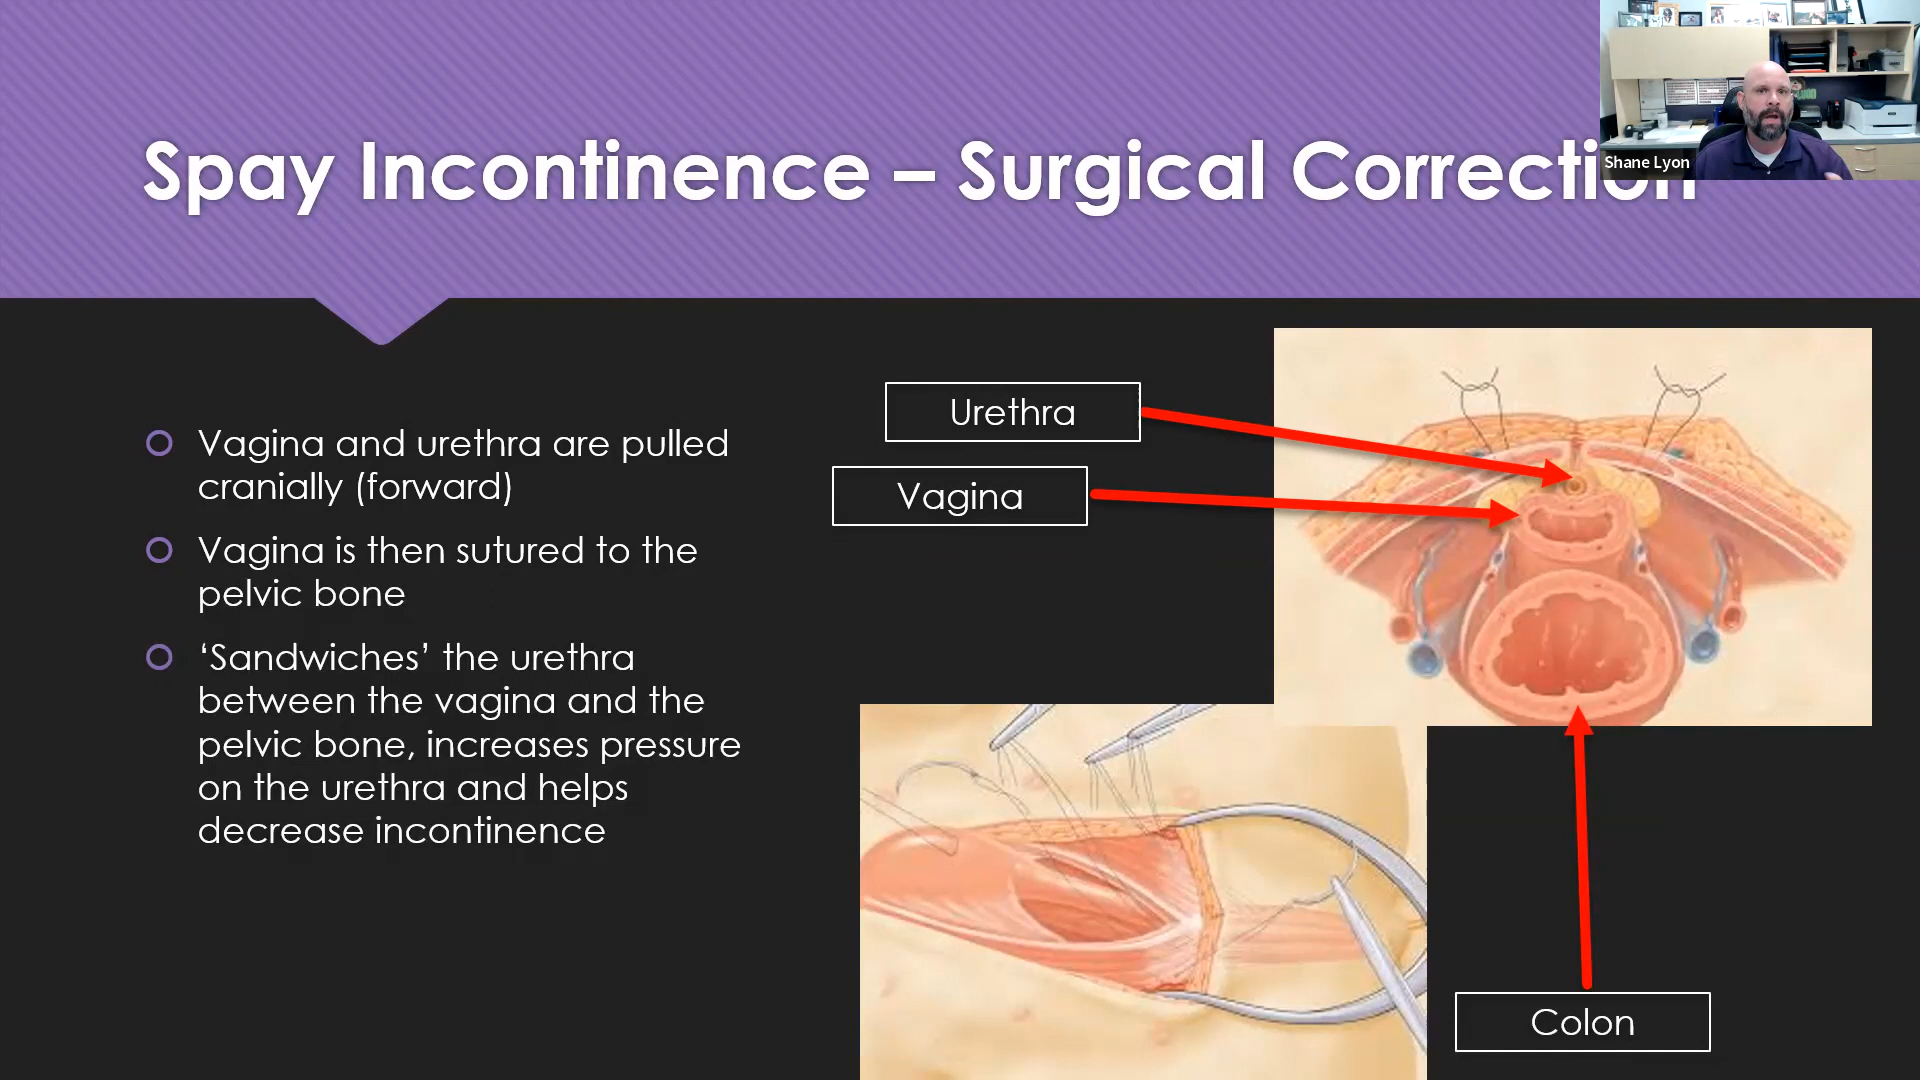 Spay Incontinence – Surgical Correction
Shane Lyon
Vagina and urethra are pulled
cranially (forward)
Vagina is then sutured to the
pelvic bone
‘Sandwiches’ the urethra
between the vagina and the
pelvic bone, increases pressure
on the urethra and helps
decrease incontinence
Urethra
Vagina
Colon